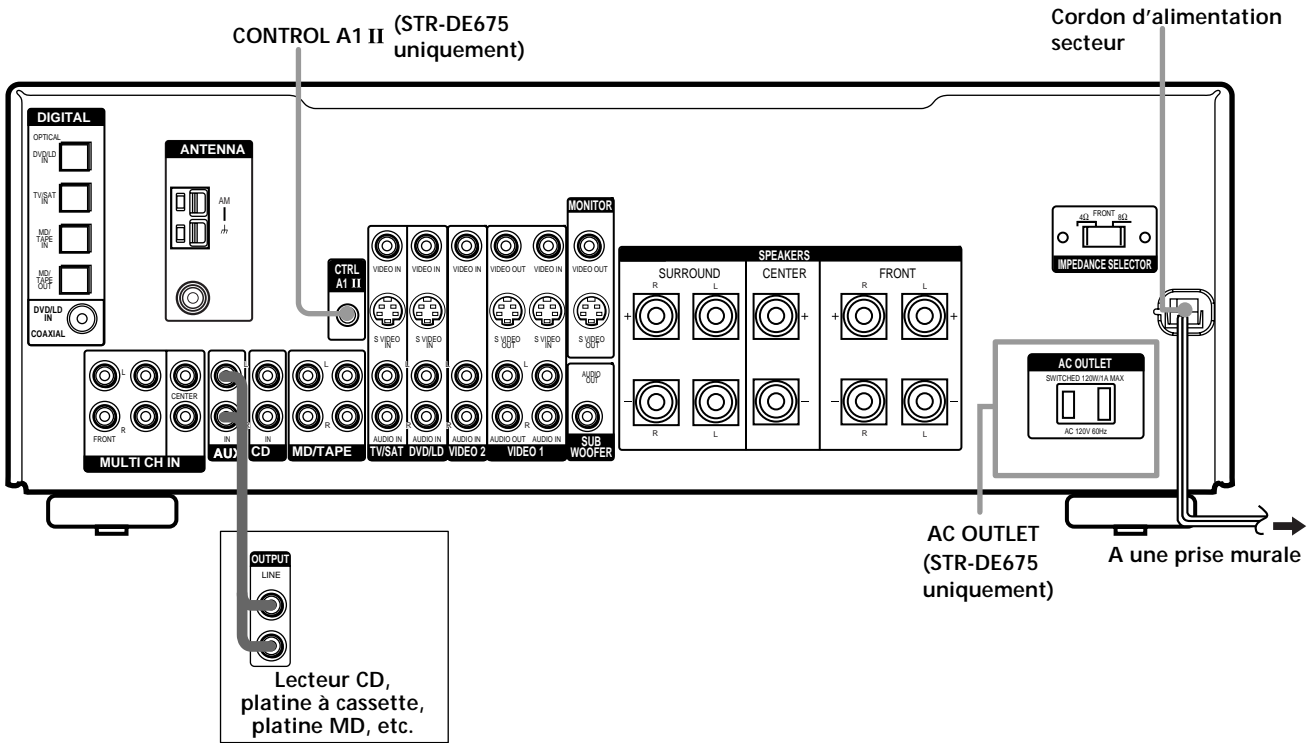 CONTROL A1 II (STR-DE675
uniquement)
Cordon d'alimentation
secteur
DIGITAL
OPTICAL
DVD/LD
IN
TV/SAT
IN
MD/
TAPE
IN
MD/
TAPE
OUT
DVD/LD
IN
COAXIAL
ANTENNA
AM
CTRL
A1 II
MONITOR
VIDEO IN VIDEO IN VIDEO IN VIDEO OUT VIDEO IN VIDEO OUT
S VIDEO
IN
S VIDEO
IN
S VIDEO
OUT
S VIDEO
IN
S VIDEO
OUT
AUDIO
OUT
L
R
CENTER
FRONT
MULTI CH IN
L
R
IN
AUX
IN
CD
L
R
MD/TAPE
L
R
L
R
L
R
AUDIO IN AUDIO IN AUDIO IN AUDIO OUT AUDIO IN
TV/SAT DVD/LD VIDEO 2 VIDEO 1
SUB
WOOFER
SPEAKERS
SURROUND CENTER FRONT
R L R L
+ + + +
– – – –
R L R L
4Ω FRONT 8Ω
IMPEDANCE SELECTOR
AC OUTLET
SWITCHED 120W/1A MAX
AC 120V 60Hz
AC OUTLET
(STR-DE675
uniquement)
A une prise murale
OUTPUT
LINE
Lecteur CD,
platine à cassette,
platine MD, etc.